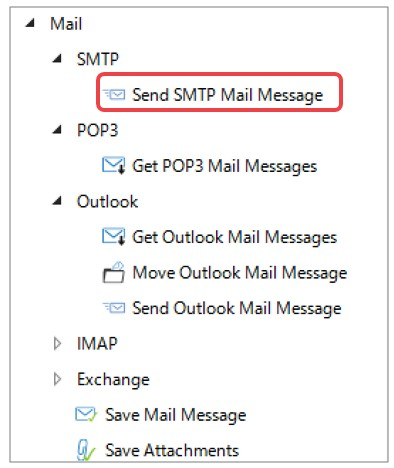 Mail
SMTP
Send SMTP Mail Message
POP3
Get POP3 Mail Messages
Outlook
Get Outlook Mail Messages
Move Outlook Mail Message
Send Outlook Mail Message
IMAP
Exchange
Save Mail Message
Save Attachments